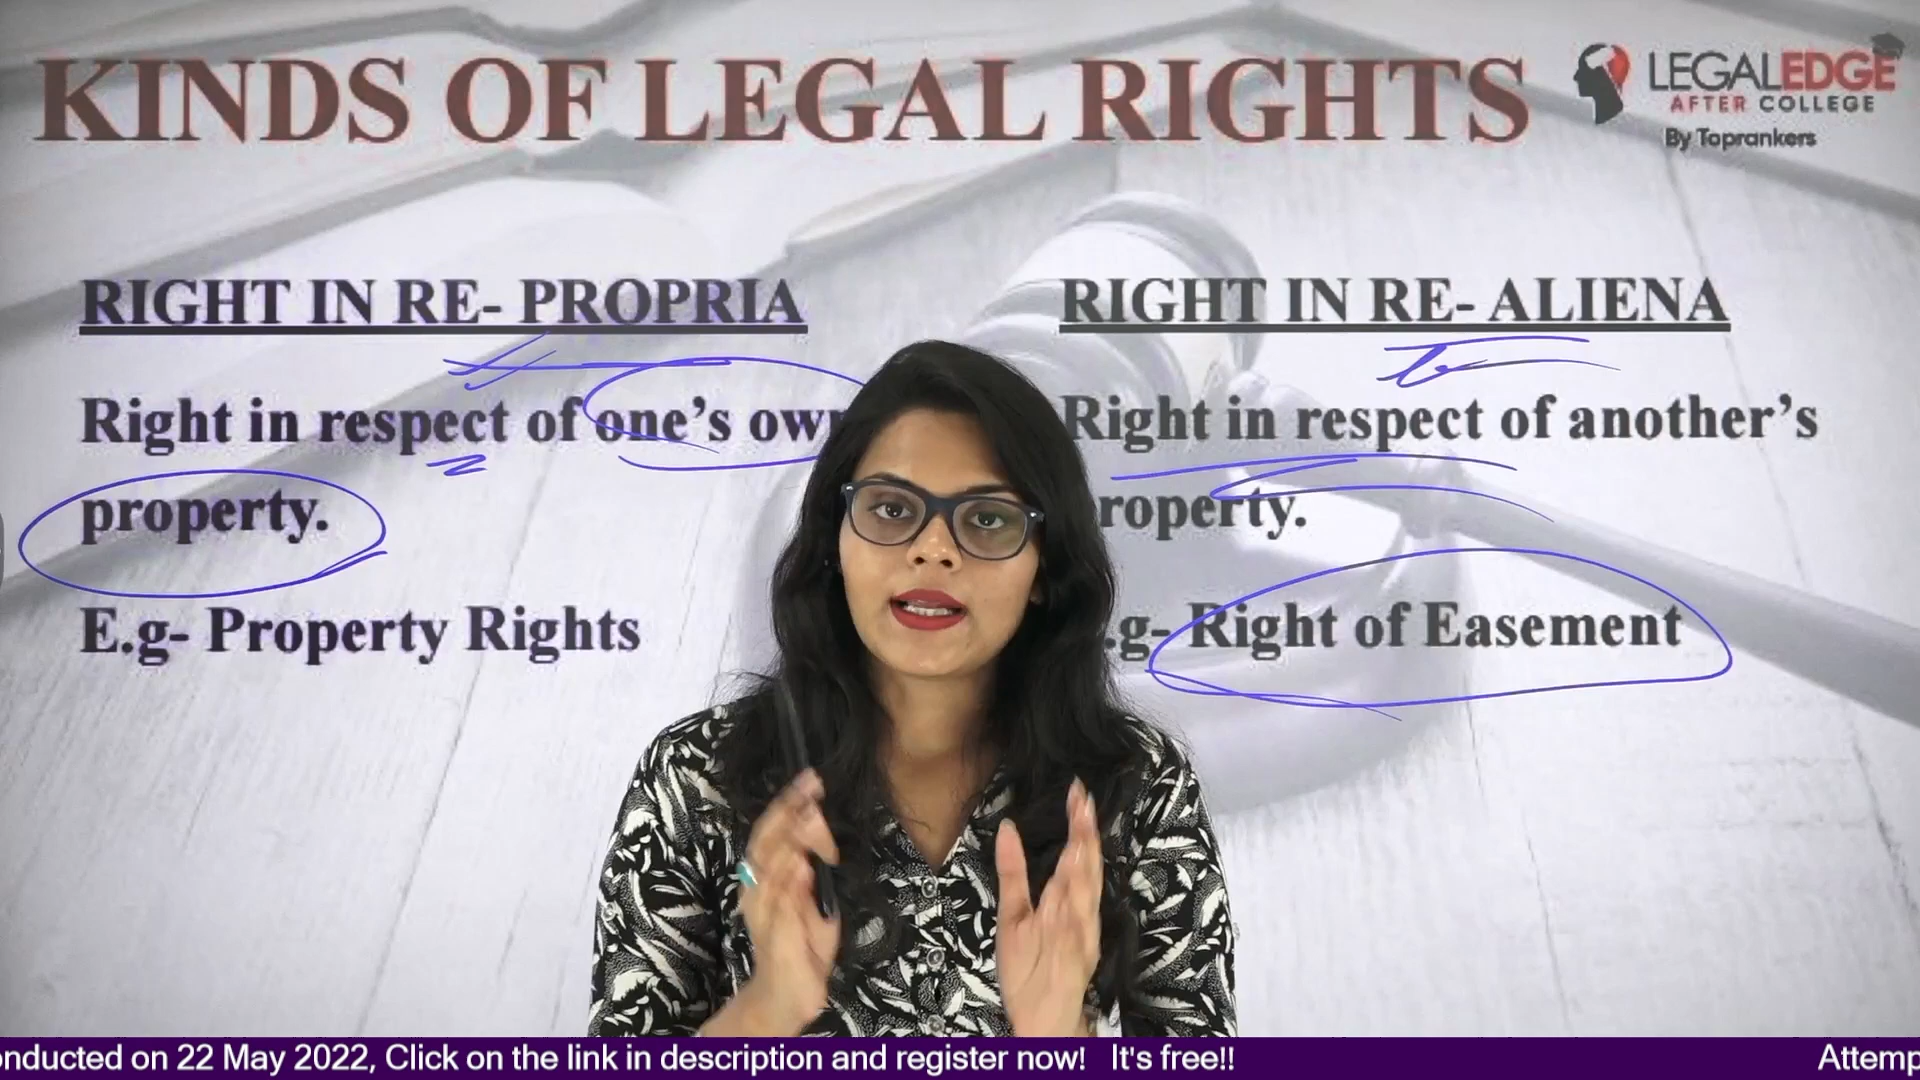 KINDS OF LEGAL RIGHTS
LEGALEDGE
AFTER COLLEGE
By Toprankers
RIGHT IN RE- PROPRIA
Right in respect of one's own
property.
E.g- Property Rights
RIGHT IN RE- ALIENA
Right in respect of another's
roperty.
.g- Right of Easement
onducted on 22 May 2022, Click on the link in description and register now! It's free!! Attemp